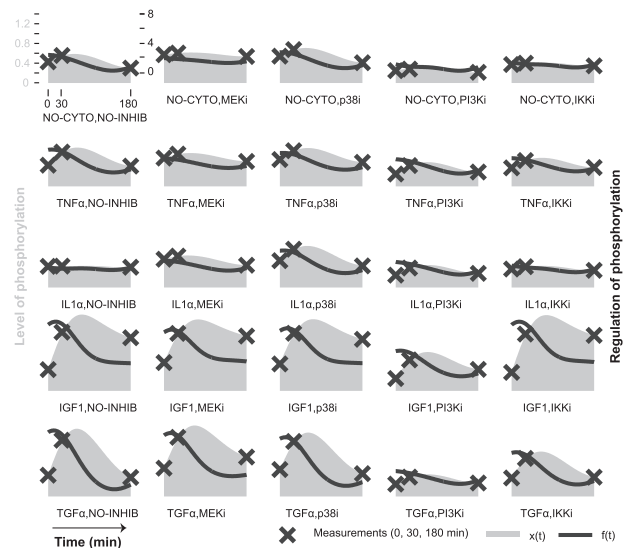 1.2
0.8
0.4
0
8
4
0
0 30 180
NO-CYTO,NO-INHIB
NO-CYTO,MEKi
NO-CYTO,p38i
NO-CYTO,PI3Ki
NO-CYTO,IKKi
Level of phosphorylation
Regulation of phosphorylation
TNFα,NO-INHIB
TNFα,MEKi
TNFα,p38i
TNFα,PI3Ki
TNFα,IKKi
IL1α,NO-INHIB
IL1α,MEKi
IL1α,p38i
IL1α,PI3Ki
IL1α,IKKi
IGF1,NO-INHIB
IGF1,MEKi
IGF1,p38i
IGF1,PI3Ki
IGF1,IKKi
TGFα,NO-INHIB
TGFα,MEKi
TGFα,p38i
TGFα,PI3Ki
TGFα,IKKi
Time (min)
Measurements (0, 30, 180 min)
x(t)
f(t)